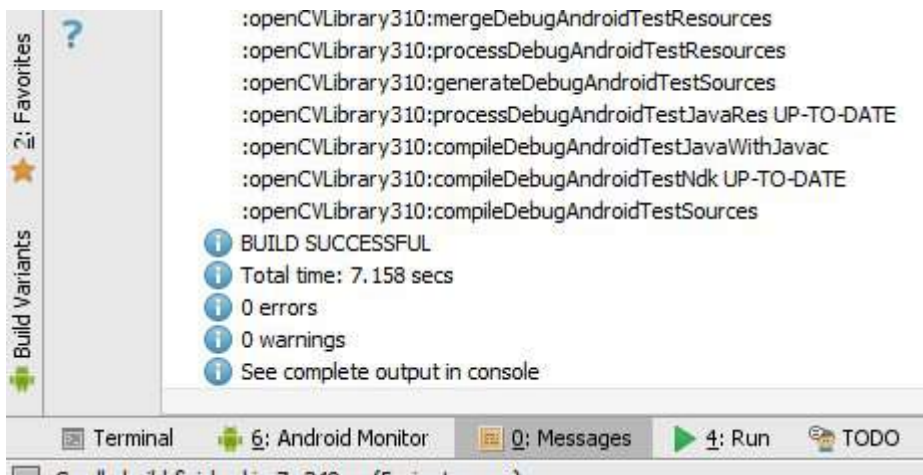 :openCVLibrary310:mergeDebugAndroidTestResources
:openCVLibrary310:processDebugAndroidTestResources
:openCVLibrary310:generateDebugAndroidTestSources
:openCVLibrary310:processDebugAndroidTestJavaRes UP-TO-DATE
:openCVLibrary310:compileDebugAndroidTestJavaWithJavac
:openCVLibrary310:compileDebugAndroidTestNdk UP-TO-DATE
:openCVLibrary310:compileDebugAndroidTestSources
BUILD SUCCESSFUL
Total time: 7.158 secs
0 errors
0 warnings
See complete output in console
2: Favorites
Build Variants
?
Terminal 6: Android Monitor 0: Messages 4: Run TODO